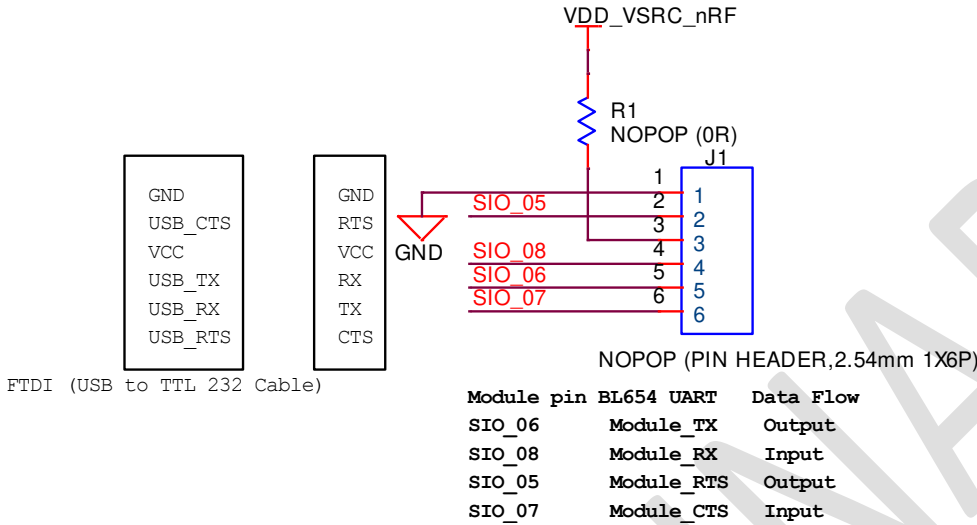 VDD_VSRC_nRF
R1
NOPOP (0R)
J1
GND
USB_CTS
VCC
USB_TX
USB_RX
USB_RTS
GND
RTS
VCC
RX
TX
CTS
GND
SIO_05
SIO_08
SIO_06
SIO_07
1
2
3
4
5
6
1
2
3
4
5
6
NOPOP (PIN HEADER,2.54mm 1X6P)
FTDI (USB to TTL 232 Cable)
Module pin BL654 UART Data Flow
SIO_06 Module_TX Output
SIO_08 Module_RX Input
SIO_05 Module_RTS Output
SIO_07 Module_CTS Input